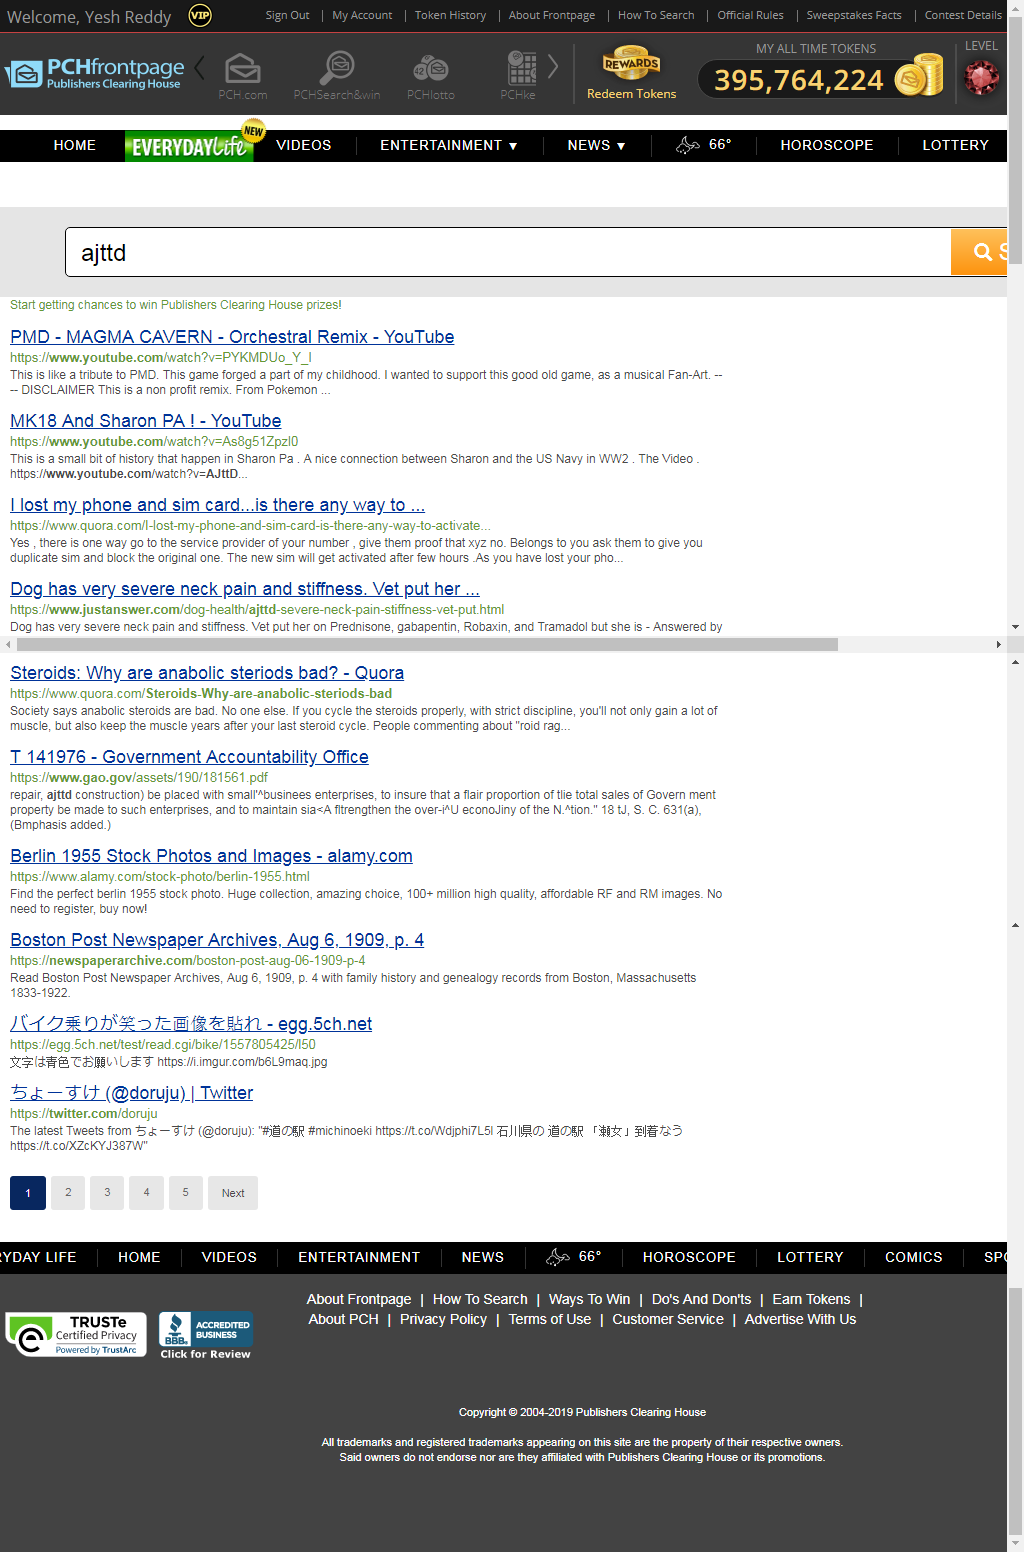 Welcome, Yesh Reddy VIP Sign Out | My Account | Token History | About Frontpage | How To Search | Official Rules | Sweepstakes Facts | Contest Details
PCHfrontpage
Publishers Clearing House
PCH.com PCHSearch&win PCHlotto PCHke
REWARDS
Redeem Tokens
MY ALL TIME TOKENS
395,764,224
LEVEL
HOME EVERYDAY Life NEW VIDEOS ENTERTAINMENT ▼ NEWS ▼ 66° HOROSCOPE LOTTERY
ajttd S
Start getting chances to win Publishers Clearing House prizes!
PMD - MAGMA CAVERN - Orchestral Remix - YouTube
https://www.youtube.com/watch?v=PYKMDUo_Y_I
This is like a tribute to PMD. This game forged a part of my childhood. I wanted to support this good old game, as a musical Fan-Art. --
-- DISCLAIMER This is a non profit remix. From Pokemon ...
MK18 And Sharon PA ! - YouTube
https://www.youtube.com/watch?v=As8g51Zpzl0
This is a small bit of history that happen in Sharon Pa . A nice connection between Sharon and the US Navy in WW2 . The Video .
https://www.youtube.com/watch?v=AJttD...
I lost my phone and sim card...is there any way to ...
https://www.quora.com/I-lost-my-phone-and-sim-card-is-there-any-way-to-activate...
Yes , there is one way go to the service provider of your number , give them proof that xyz no. Belongs to you ask them to give you
duplicate sim and block the original one. The new sim will get activated after few hours .As you have lost your pho...
Dog has very severe neck pain and stiffness. Vet put her ...
https://www.justanswer.com/dog-health/ajttd-severe-neck-pain-stiffness-vet-put.html
Dog has very severe neck pain and stiffness. Vet put her on Prednisone, gabapentin, Robaxin, and Tramadol but she is - Answered by
Steroids: Why are anabolic steriods bad? - Quora
https://www.quora.com/Steroids-Why-are-anabolic-steriods-bad
Society says anabolic steroids are bad. No one else. If you cycle the steroids properly, with strict discipline, you'll not only gain a lot of
muscle, but also keep the muscle years after your last steroid cycle. People commenting about "roid rag...
T 141976 - Government Accountability Office
https://www.gao.gov/assets/190/181561.pdf
repair, ajttd construction) be placed with small'^businees enterprises, to insure that a flair proportion of tlie total sales of Govern ment
property be made to such enterprises, and to maintain sia<A fltrengthen the over-i^U econoJiny of the N.^tion." 18 tJ, S. C. 631(a),
(Bmphasis added.)
Berlin 1955 Stock Photos and Images - alamy.com
https://www.alamy.com/stock-photo/berlin-1955.html
Find the perfect berlin 1955 stock photo. Huge collection, amazing choice, 100+ million high quality, affordable RF and RM images. No
need to register, buy now!
Boston Post Newspaper Archives, Aug 6, 1909, p. 4
https://newspaperarchive.com/boston-post-aug-06-1909-p-4
Read Boston Post Newspaper Archives, Aug 6, 1909, p. 4 with family history and genealogy records from Boston, Massachusetts
1833-1922.
バイク乗りが笑った画像を貼れ - egg.5ch.net
https://egg.5ch.net/test/read.cgi/bike/1557805425/l50
文字は青色でお願いします https://i.imgur.com/b6L9maq.jpg
ちょーすけ (@doruju) | Twitter
https://twitter.com/doruju
The latest Tweets from ちょーすけ (@doruju): "#道の駅 #michinoeki https://t.co/Wdjphi7L5l 石川県の 道の駅 「瀬女」到着なう
https://t.co/XZcKYJ387W"
1 2 3 4 5 Next
RYDAY LIFE HOME VIDEOS ENTERTAINMENT NEWS 66° HOROSCOPE LOTTERY COMICS SPO
About Frontpage | How To Search | Ways To Win | Do's And Don'ts | Earn Tokens |
About PCH | Privacy Policy | Terms of Use | Customer Service | Advertise With Us
TRUSTe
Certified Privacy
Powered by TrustArc
BBB
ACCREDITED
BUSINESS
Click for Review
Copyright © 2004-2019 Publishers Clearing House
All trademarks and registered trademarks appearing on this site are the property of their respective owners.
Said owners do not endorse nor are they affiliated with Publishers Clearing House or its promotions.